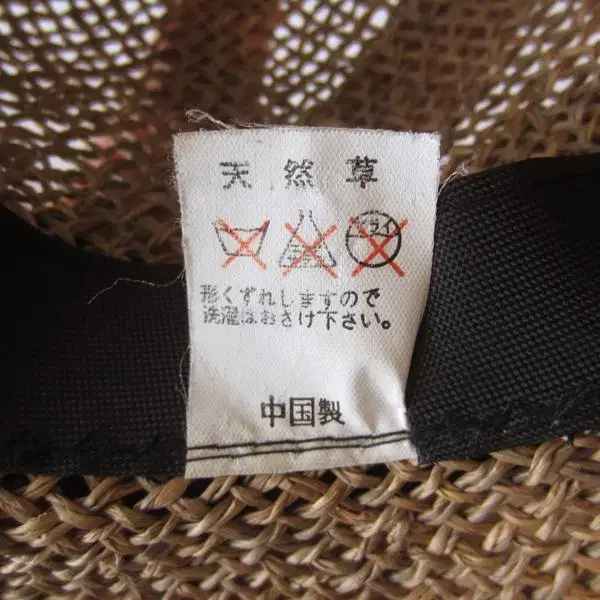 天然草
ドライ
形くずれしますので
洗濯はおさけ下さい。
中国製